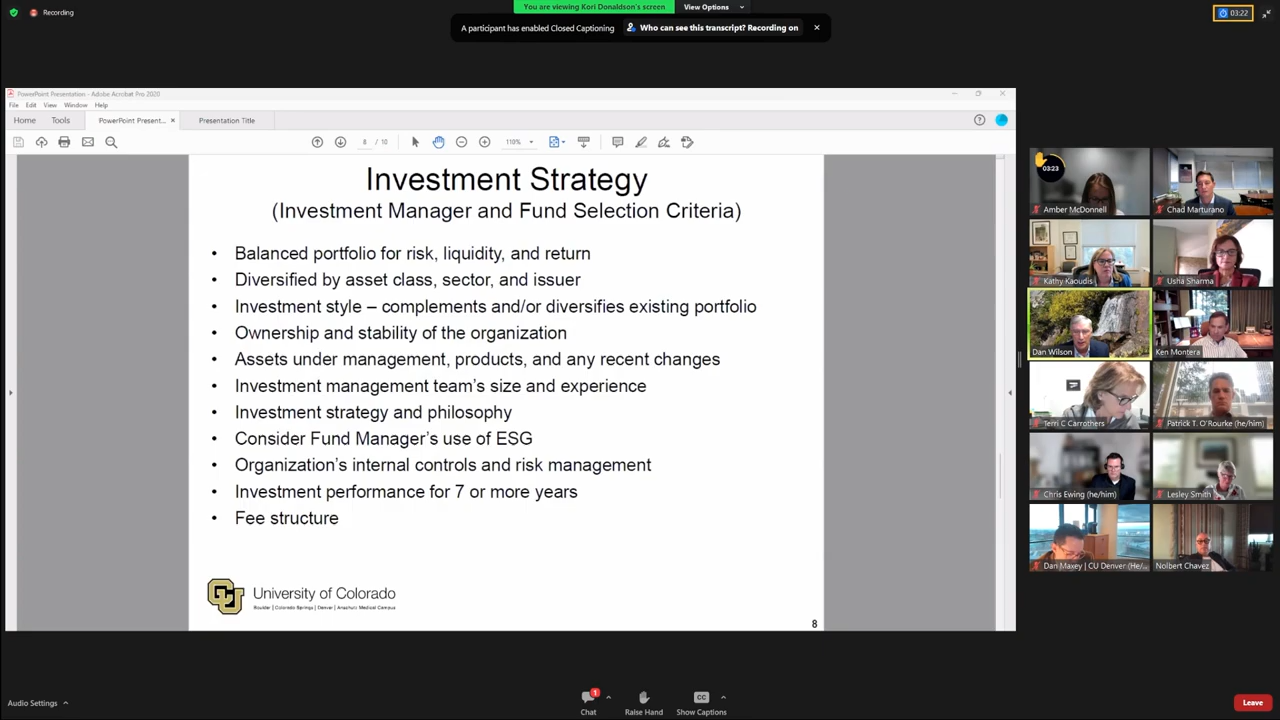 You are viewing Kori Donaldson's screen
View Options
Recording
03:22
A participant has enabled Closed Captioning
Who can see this transcript? Recording on
PowerPoint Presentation - Adobe Acrobat Pro 2020
File Edit View Window Help
Home Tools PowerPoint Present... Presentation Title
8 / 10
110%
Investment Strategy
(Investment Manager and Fund Selection Criteria)
• Balanced portfolio for risk, liquidity, and return
• Diversified by asset class, sector, and issuer
• Investment style – complements and/or diversifies existing portfolio
• Ownership and stability of the organization
• Assets under management, products, and any recent changes
• Investment management team's size and experience
• Investment strategy and philosophy
• Consider Fund Manager's use of ESG
• Organization's internal controls and risk management
• Investment performance for 7 or more years
• Fee structure
CU
University of Colorado
Boulder | Colorado Springs | Denver | Anschutz Medical Campus
8
03:23
Amber McDonnell
Chad Marturano
Kathy Kaoudis
Usha Sharma
Dan Wilson
Ken Montera
Terri C Carrothers
Patrick T. O'Rourke (he/him)
Chris Ewing (he/him)
Lesley Smith
Dan Maxey | CU Denver (He/...
Nolbert Chavez
Audio Settings
1
Chat
Raise Hand
CC
Show Captions
Leave